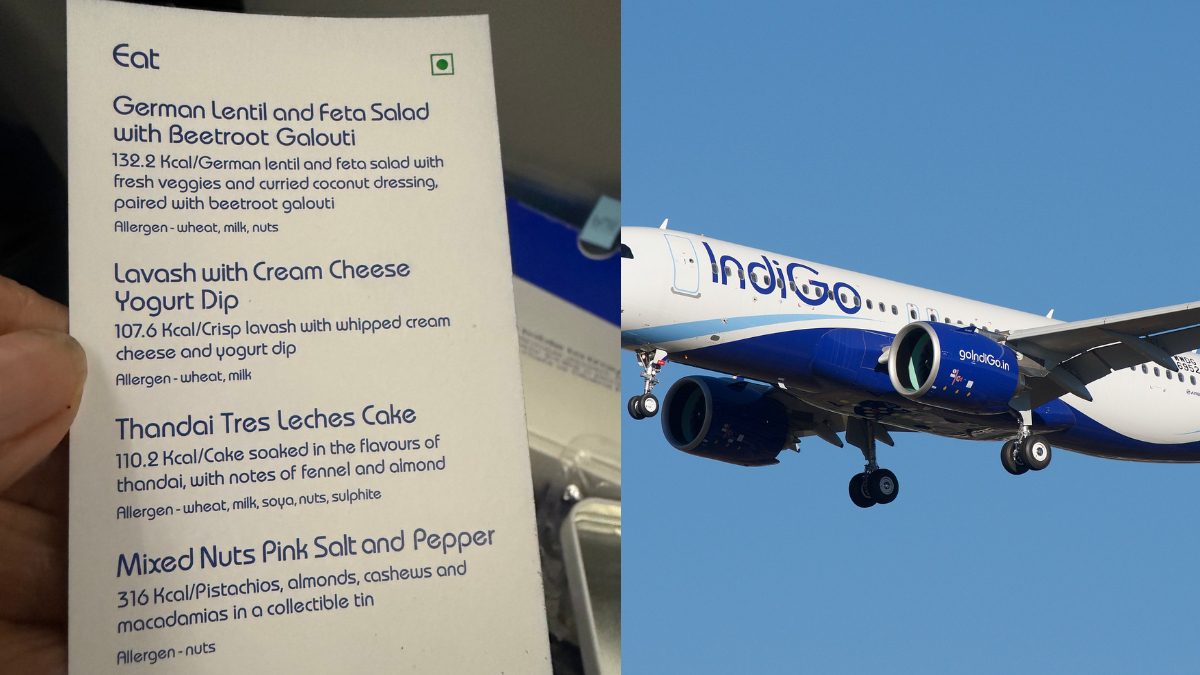 Eat
German Lentil and Feta Salad
with Beetroot Galouti
132.2 Kcal/German lentil and feta salad with
fresh veggies and curried coconut dressing,
paired with beetroot galouti
Allergen - wheat, milk, nuts
Lavash with Cream Cheese
Yogurt Dip
107.6 Kcal/Crisp lavash with whipped cream
cheese and yogurt dip
Allergen - wheat, milk
Thandai Tres Leches Cake
110.2 Kcal/Cake soaked in the flavours of
thandai, with notes of fennel and almond
Allergen - wheat, milk, soya, nuts, sulphite
Mixed Nuts Pink Salt and Pepper
316 Kcal/Pistachios, almonds, cashews and
macadamias in a collectible tin
Allergen - nuts
IndiGo
goIndiGo.in